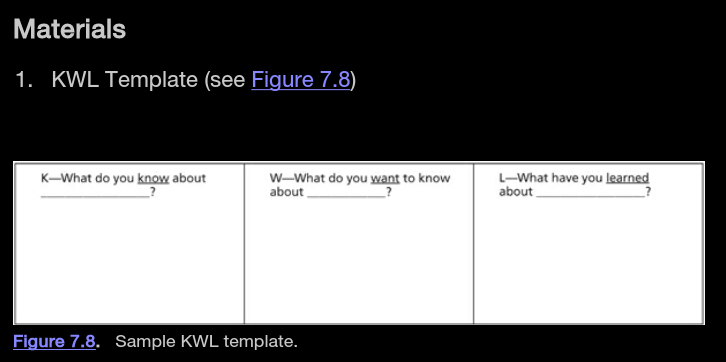 Materials
1. KWL Template (see Figure 7.8)
K—What do you know about
_______________?
W—What do you want to know
about ___________?
L—What have you learned
about _______________?
Figure 7.8. Sample KWL template.